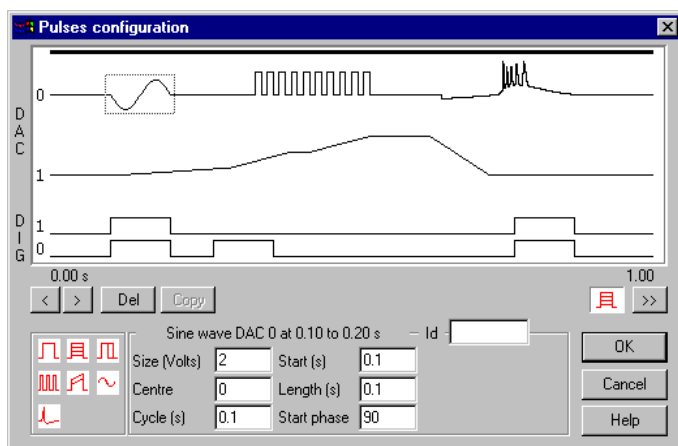 Pulses configuration
DAC
0
1
DIG
1
0
0.00 s 1.00
< > Del Copy >>
Sine wave DAC 0 at 0.10 to 0.20 s Id
Size (Volts) 2 Start (s) 0.1
Centre 0 Length (s) 0.1
Cycle (s) 0.1 Start phase 90
OK
Cancel
Help